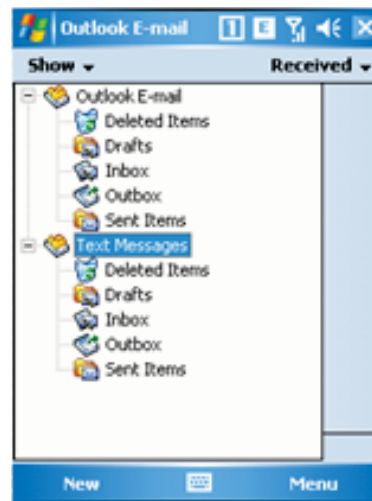 Outlook E-mail 1 E
Show Received
Outlook E-mail
Deleted Items
Drafts
Inbox
Outbox
Sent Items
Text Messages
Deleted Items
Drafts
Inbox
Outbox
Sent Items
New Menu